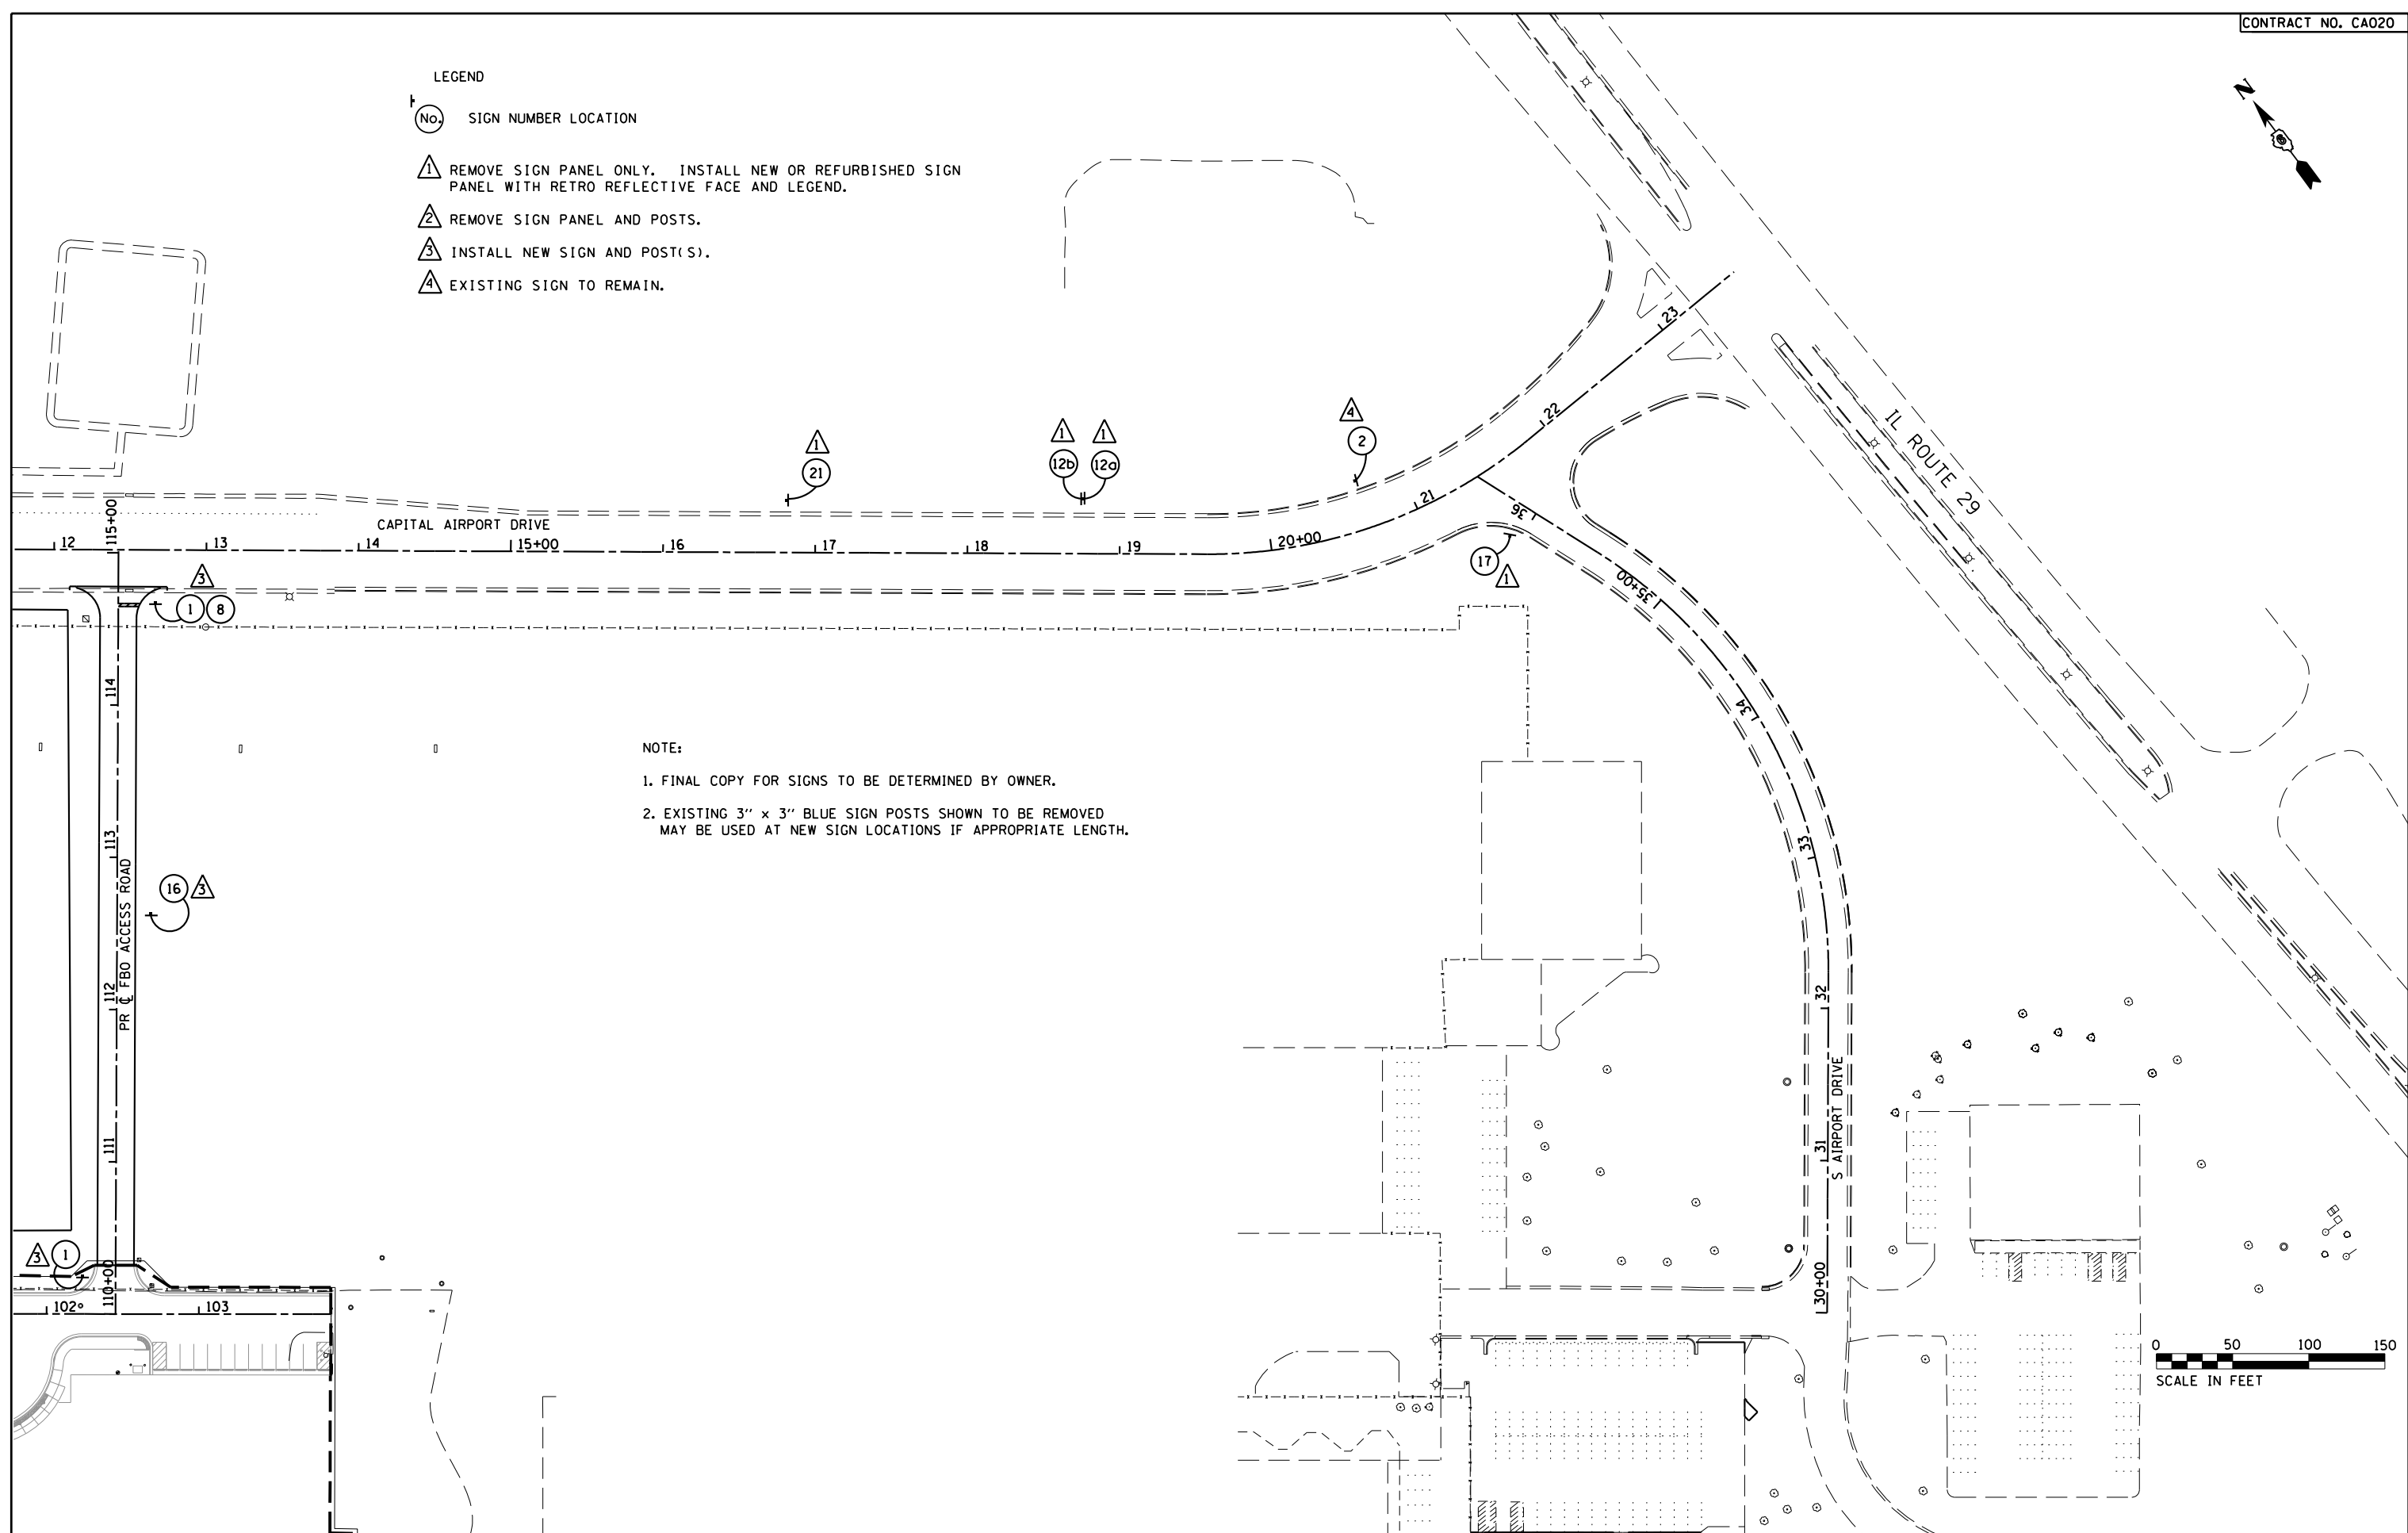 CONTRACT NO. CA020
N
LEGEND
No. SIGN NUMBER LOCATION
1 REMOVE SIGN PANEL ONLY. INSTALL NEW OR REFURBISHED SIGN
PANEL WITH RETRO REFLECTIVE FACE AND LEGEND.
2 REMOVE SIGN PANEL AND POSTS.
3 INSTALL NEW SIGN AND POST(S).
4 EXISTING SIGN TO REMAIN.
23
22
21
IL ROUTE 29
4
2
1 1
12b 12a
1
21
115+00
CAPITAL AIRPORT DRIVE
12 13 14 15+00 16 17 18 19 20+00
36
17 1
35+00
3
1 8
34
114
NOTE:
1. FINAL COPY FOR SIGNS TO BE DETERMINED BY OWNER.
2. EXISTING 3'' x 3'' BLUE SIGN POSTS SHOWN TO BE REMOVED
MAY BE USED AT NEW SIGN LOCATIONS IF APPROPRIATE LENGTH.
113
33
16 3
PR ℄ FBO ACCESS ROAD
112
32
111
31
S AIRPORT DRIVE
3 1
110+00
30+00
102 103
0 50 100 150
SCALE IN FEET